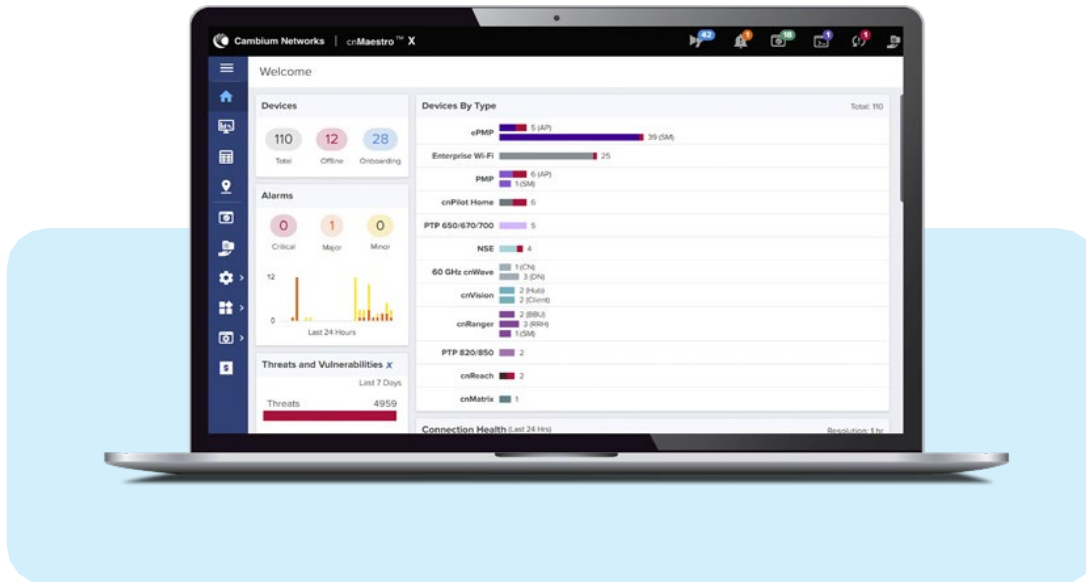 Cambium Networks | cnMaestro™ X
42
1
18
1
1
Welcome
Devices
110
12
28
Total
Offline
Onboarding
Alarms
0
1
0
Critical
Major
Minor
12
0
Last 24 Hours
Threats and Vulnerabilities X
Last 7 Days
Threats 4959
Devices By Type Total: 110
ePMP 5 (AP)
39 (SM)
Enterprise Wi-Fi 25
PMP 6 (AP)
1 (SM)
cnPilot Home 6
PTP 650/670/700 5
NSE 4
60 GHz cnWave 1 (CN)
3 (DN)
cnVision 2 (Hub)
2 (Client)
cnRanger 2 (BBU)
3 (RRH)
1 (SM)
PTP 820/850 2
cnReach 2
cnMatrix 1
Connection Health (Last 24 Hrs) Resolution: 1 hr